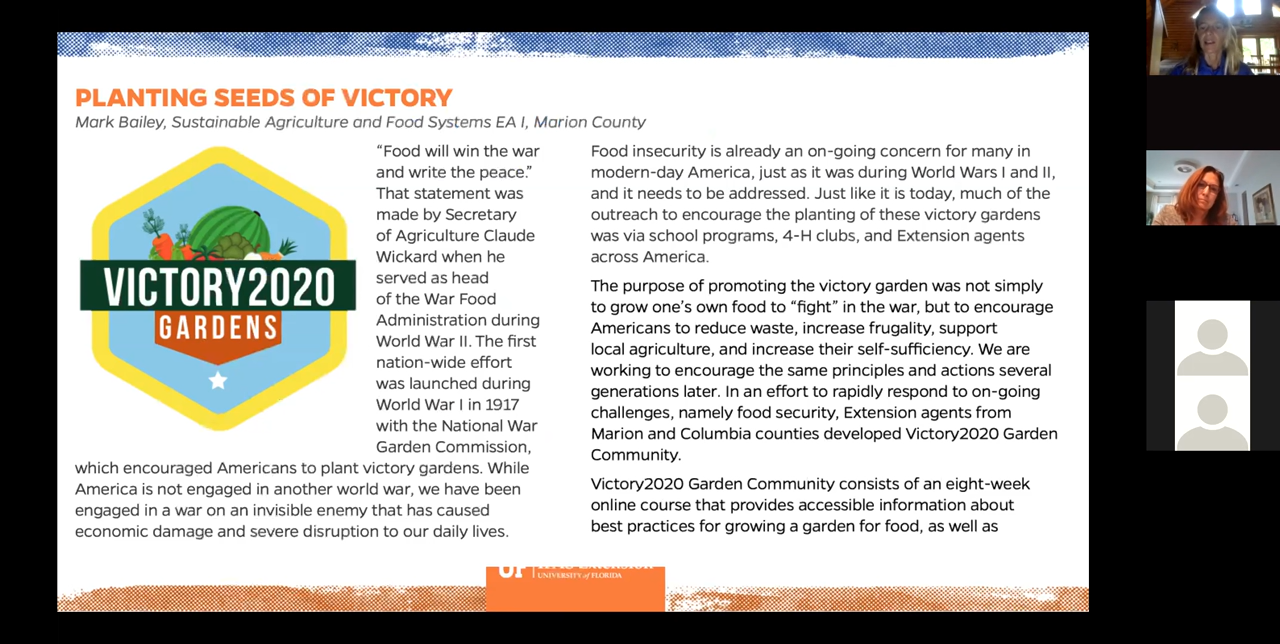 PLANTING SEEDS OF VICTORY
Mark Bailey, Sustainable Agriculture and Food Systems EA I, Marion County
VICTORY2020
GARDENS
“Food will win the war
and write the peace.”
That statement was
made by Secretary
of Agriculture Claude
Wickard when he
served as head
of the War Food
Administration during
World War II. The first
nation-wide effort
was launched during
World War I in 1917
with the National War
Garden Commission,
which encouraged Americans to plant victory gardens. While
America is not engaged in another world war, we have been
engaged in a war on an invisible enemy that has caused
economic damage and severe disruption to our daily lives.
Food insecurity is already an on-going concern for many in
modern-day America, just as it was during World Wars I and II,
and it needs to be addressed. Just like it is today, much of the
outreach to encourage the planting of these victory gardens
was via school programs, 4-H clubs, and Extension agents
across America.
The purpose of promoting the victory garden was not simply
to grow one’s own food to “fight” in the war, but to encourage
Americans to reduce waste, increase frugality, support
local agriculture, and increase their self-sufficiency. We are
working to encourage the same principles and actions several
generations later. In an effort to rapidly respond to on-going
challenges, namely food security, Extension agents from
Marion and Columbia counties developed Victory2020 Garden
Community.
Victory2020 Garden Community consists of an eight-week
online course that provides accessible information about
best practices for growing a garden for food, as well as
UF
UNIVERSITY of FLORIDA